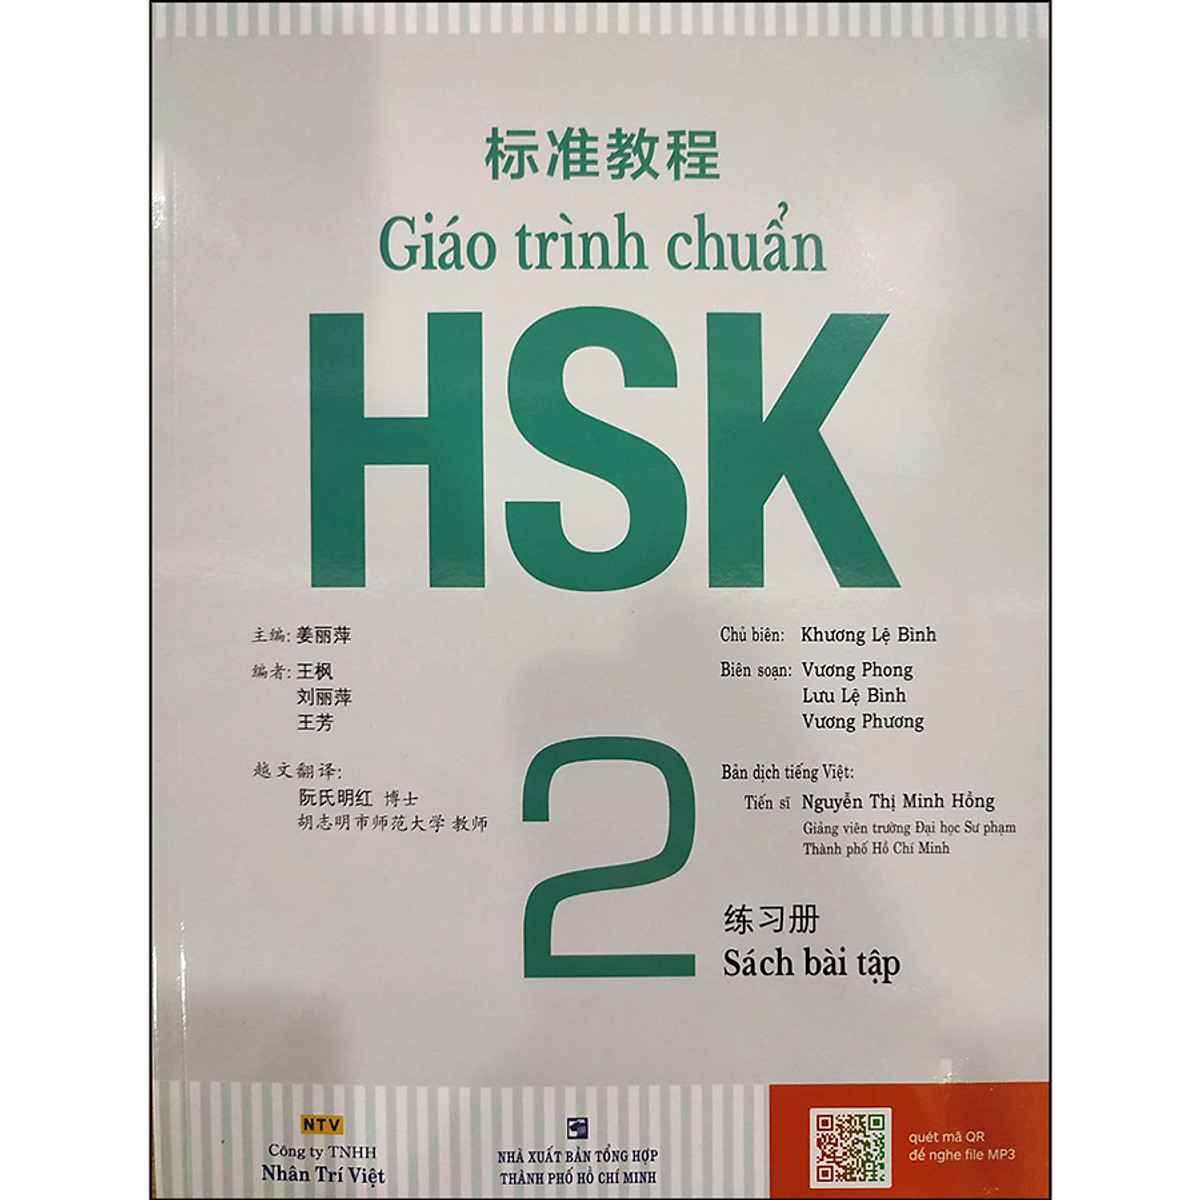 标准教程
Giáo trình chuẩn
HSK
主编: 姜丽萍
编者: 王枫
刘丽萍
王芳
越文翻译:
阮氏明红 博士
胡志明市师范大学 教师
Chủ biên: Khương Lệ Bình
Biên soạn: Vương Phong
Lưu Lệ Bình
Vương Phương
Bản dịch tiếng Việt:
Tiến sĩ Nguyễn Thị Minh Hồng
Giảng viên trường Đại học Sư phạm
Thành phố Hồ Chí Minh
2
练习册
Sách bài tập
NTV
Công ty TNHH
Nhân Trí Việt
NHÀ XUẤT BẢN TỔNG HỢP
THÀNH PHỐ HỒ CHÍ MINH
quét mã QR
để nghe file MP3